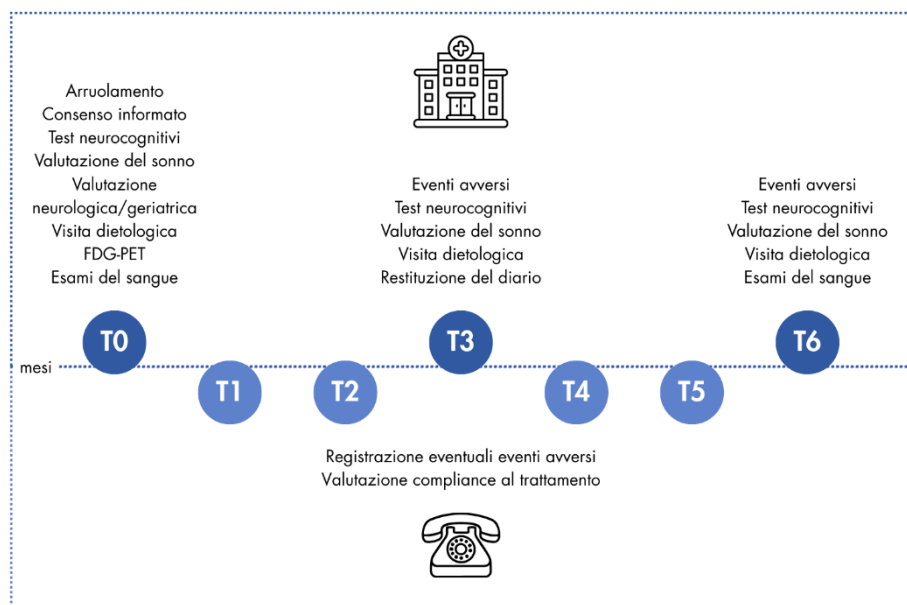 Arruolamento
Consenso informato
Test neurocognitivi
Valutazione del sonno
Valutazione
neurologica/geriatrica
Visita dietologica
FDG-PET
Esami del sangue
Eventi avversi
Test neurocognitivi
Valutazione del sonno
Visita dietologica
Restituzione del diario
Eventi avversi
Test neurocognitivi
Valutazione del sonno
Visita dietologica
Esami del sangue
T0
T3
T6
mesi
T1
T2
T4
T5
Registrazione eventuali eventi avversi
Valutazione compliance al trattamento